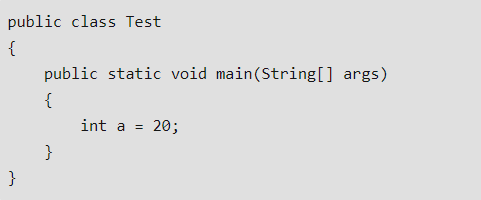 public class Test
{
    public static void main(String[] args)
    {
        int a = 20;
    }
}